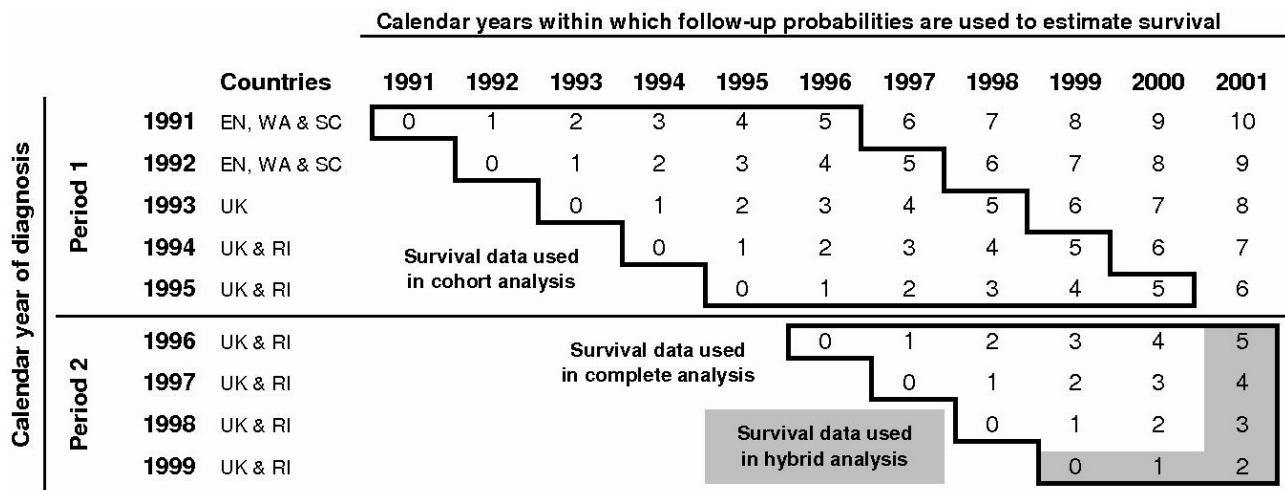 Calendar years within which follow-up probabilities are used to estimate survival
Countries 1991 1992 1993 1994 1995 1996 1997 1998 1999 2000 2001
Calendar year of diagnosis
Period 1
1991 EN, WA & SC 0 1 2 3 4 5 6 7 8 9 10
1992 EN, WA & SC 0 1 2 3 4 5 6 7 8 9
1993 UK 0 1 2 3 4 5 6 7 8
1994 UK & RI 0 1 2 3 4 5 6 7
1995 UK & RI 0 1 2 3 4 5 6
Survival data used
in cohort analysis
Period 2
1996 UK & RI 0 1 2 3 4 5
1997 UK & RI 0 1 2 3 4
1998 UK & RI 0 1 2 3
1999 UK & RI 0 1 2
Survival data used
in complete analysis
Survival data used
in hybrid analysis